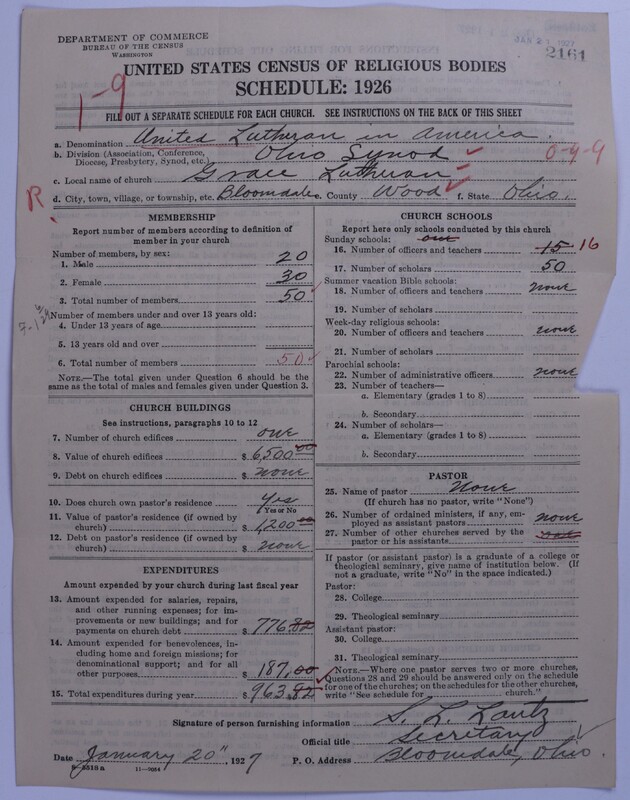 DEPARTMENT OF COMMERCE
BUREAU OF THE CENSUS
WASHINGTON
JAN 2 1927
2161
UNITED STATES CENSUS OF RELIGIOUS BODIES
SCHEDULE: 1926
1-9
FILL OUT A SEPARATE SCHEDULE FOR EACH CHURCH. SEE INSTRUCTIONS ON THE BACK OF THIS SHEET
a. Denomination United Lutheran in America.
b. Division (Association, Conference, Diocese, Presbytery, Synod, etc.) Ohio Synod
0-4-9
c. Local name of church Grace Lutheran
R
d. City, town, village, or township, etc. Bloomdale e. County Wood f. State Ohio.
MEMBERSHIP
Report number of members according to definition of
member in your church
Number of members, by sex:
1. Male 20
2. Female 30
3. Total number of members 50
Number of members under and over 13 years old:
4. Under 13 years of age
5. 13 years old and over
6. Total number of members 50
NOTE.—The total given under Question 6 should be
same as the total of males and females given under Question 3.
CHURCH BUILDINGS
See instructions, paragraphs 10 to 12
7. Number of church edifices one
8. Value of church edifices $ 6,500 00
9. Debt on church edifices $ none
10. Does church own pastor's residence Yes
Yes or No
11. Value of pastor's residence (if owned by
church) $ 1,200 00
12. Debt on pastor's residence (if owned by
church) $ none
EXPENDITURES
Amount expended by your church during last fiscal year
13. Amount expended for salaries, repairs,
and other running expenses; for im-
provements or new buildings; and for
payments on church debt $ 776.82
14. Amount expended for benevolences, in-
cluding home and foreign missions; for
denominational support; and for all
other purposes $ 187.00
15. Total expenditures during year $ 963.82
CHURCH SCHOOLS
Report here only schools conducted by this church
Sunday schools: one
16. Number of officers and teachers 15 16
17. Number of scholars 50
Summer vacation Bible schools:
18. Number of officers and teachers none
19. Number of scholars
Week-day religious schools:
20. Number of officers and teachers none
21. Number of scholars
Parochial schools:
22. Number of administrative officers none
23. Number of teachers—
a. Elementary (grades 1 to 8)
b. Secondary
24. Number of scholars—
a. Elementary (grades 1 to 8)
b. Secondary
PASTOR
25. Name of pastor None
(If church has no pastor, write "None")
26. Number of ordained ministers, if any, em-
ployed as assistant pastors none
27. Number of other churches served by the
pastor or his assistants
If pastor (or assistant pastor) is a graduate of a college or
theological seminary, give name of institution below. (If
not a graduate, write "No" in the space indicated.)
Pastor:
28. College
29. Theological seminary
Assistant pastor:
30. College
31. Theological seminary
NOTE.—Where one pastor serves two or more churches,
Questions 28 and 29 should be answered only on the schedule
for one of the churches; on the schedules for the other churches,
write "See schedule for church."
Signature of person furnishing information S. L. Lantz
Official title Secretary
Date January 20", 1927 P. O. Address Bloomdale, Ohio.
8-5318a 11-9054